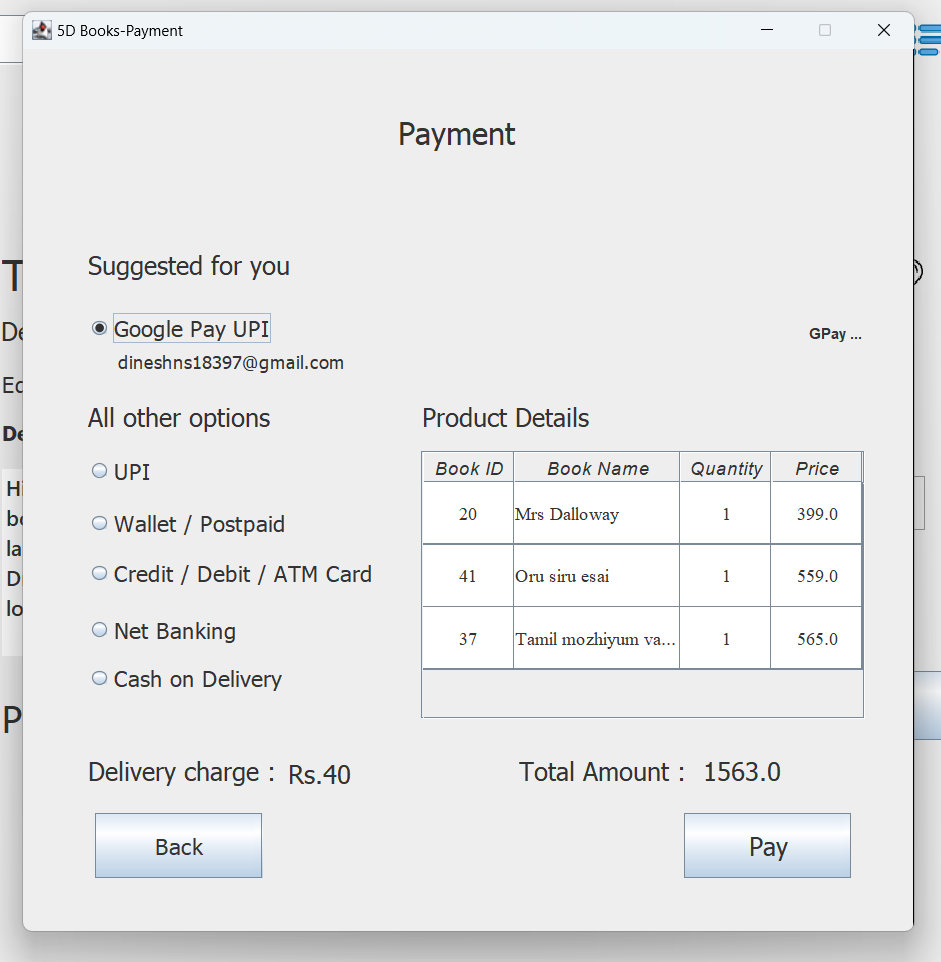 5D Books-Payment
Payment
Suggested for you
Google Pay UPI
GPay ...
dineshns18397@gmail.com
All other options
UPI
Wallet / Postpaid
Credit / Debit / ATM Card
Net Banking
Cash on Delivery
Product Details
Book ID Book Name Quantity Price
20 Mrs Dalloway 1 399.0
41 Oru siru esai 1 559.0
37 Tamil mozhiyum va... 1 565.0
Delivery charge : Rs.40
Total Amount : 1563.0
Back
Pay